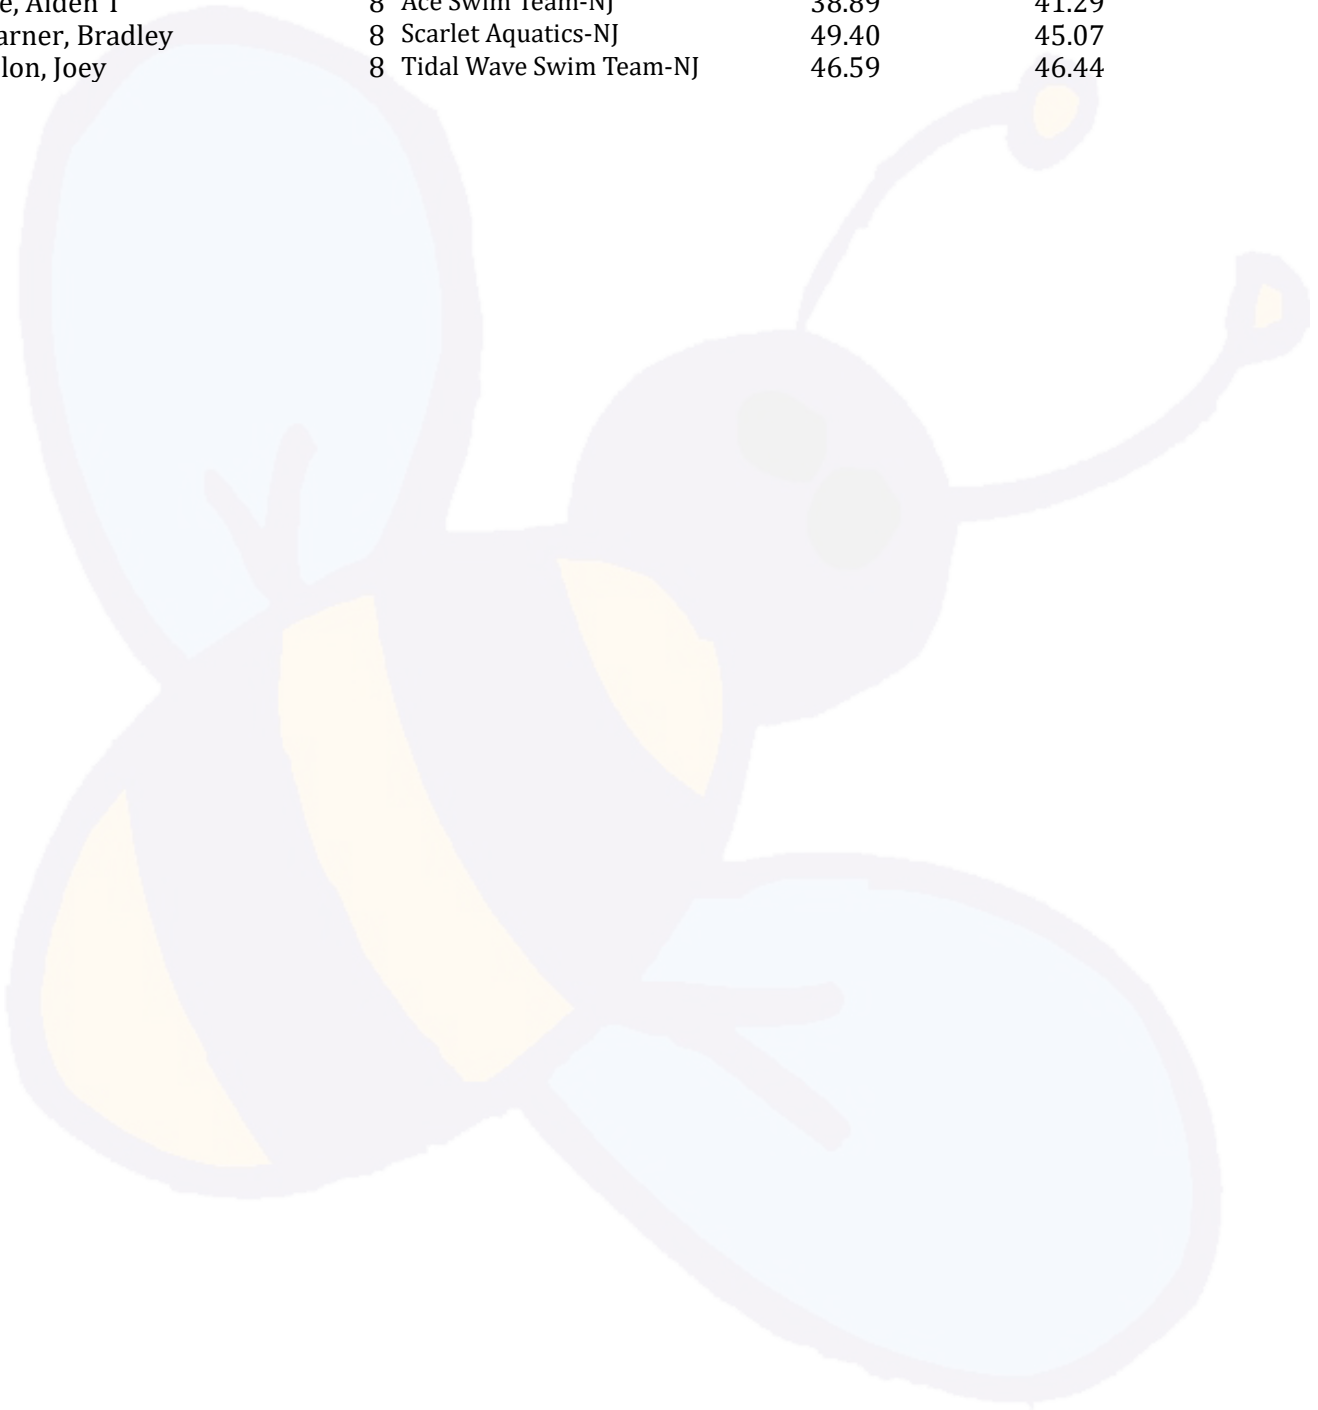 Aiden T 8 Ace Swim Team-NJ 38.89 41.29
arner, Bradley 8 Scarlet Aquatics-NJ 49.40 45.07
lon, Joey 8 Tidal Wave Swim Team-NJ 46.59 46.44